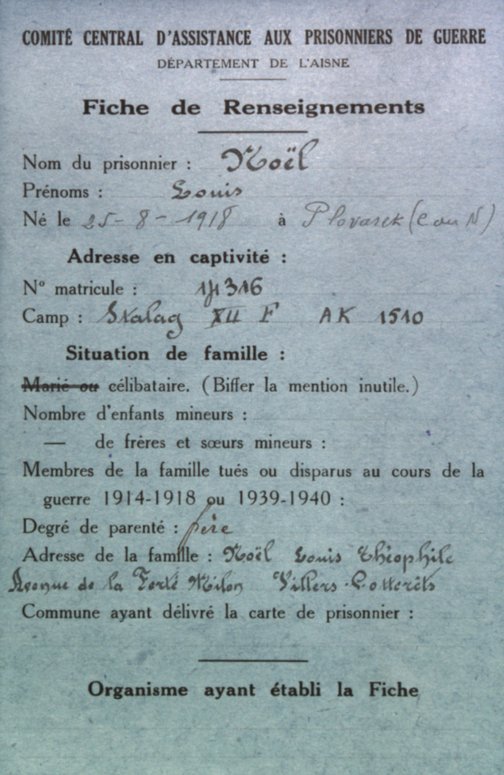 COMITÉ CENTRAL D'ASSISTANCE AUX PRISONNIERS DE GUERRE
DÉPARTEMENT DE L'AISNE
Fiche de Renseignements
Nom du prisonnier : Noël
Prénoms : Louis
Né le 25-8-1918 à Plovasek (C du N)
Adresse en captivité :
N° matricule : 14316
Camp : Stalag XII F AK 1510
Situation de famille :
Marié ou célibataire. (Biffer la mention inutile.)
Nombre d'enfants mineurs :
— de frères et sœurs mineurs :
Membres de la famille tués ou disparus au cours de la
guerre 1914-1918 ou 1939-1940 :
Degré de parenté : père
Adresse de la famille : Noël Louis Théophile
Avenue de la Ferté Milon Villers-Cotterêts
Commune ayant délivré la carte de prisonnier :
Organisme ayant établi la Fiche